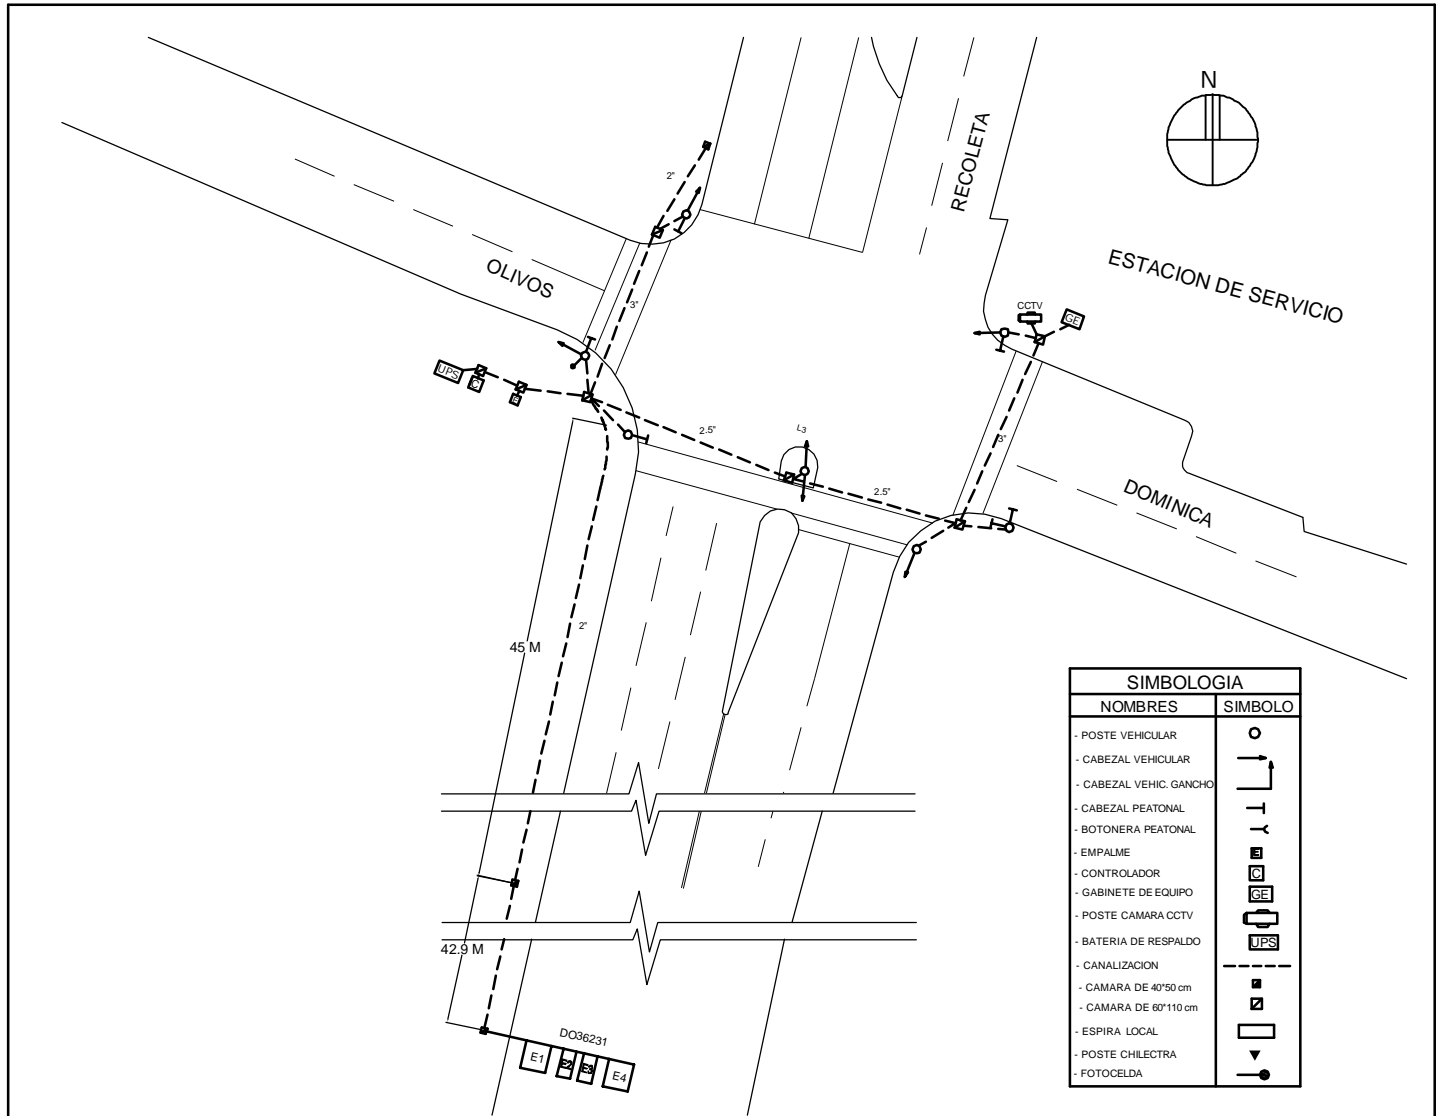 N
RECOLETA
2"
ESTACION DE SERVICIO
OLIVOS
3"
CCTV
GE
UPS
C
E
L3
2.5"
3"
2.5"
DOMINICA
2"
45 M
42.9 M
DO36231
E1
E2
E3
E4
SIMBOLOGIA
NOMBRES SIMBOLO
- POSTE VEHICULAR
- CABEZAL VEHICULAR
- CABEZAL VEHIC. GANCHO
- CABEZAL PEATONAL
- BOTONERA PEATONAL
- EMPALME E
- CONTROLADOR C
- GABINETE DE EQUIPO GE
- POSTE CAMARA CCTV
- BATERIA DE RESPALDO UPS
- CANALIZACION
- CAMARA DE 40*50 cm
- CAMARA DE 60*110 cm
- ESPIRA LOCAL
- POSTE CHILECTRA
- FOTOCELDA